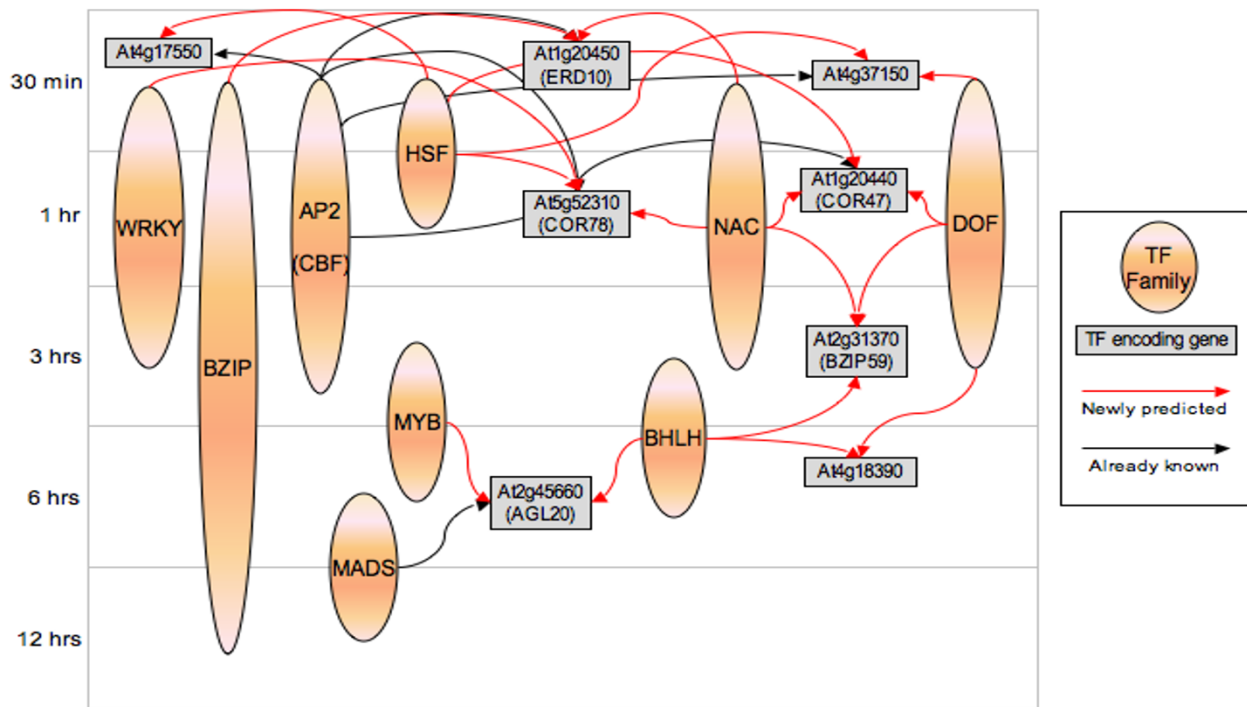 At4g17550
At1g20450
(ERD10)
At4g37150
30 min
HSF
At5g52310
(COR78)
At1g20440
(COR47)
1 hr
WRKY
AP2
(CBF)
NAC
DOF
At2g31370
(BZIP59)
3 hrs
BZIP
MYB
BHLH
At4g18390
6 hrs
At2g45660
(AGL20)
MADS
12 hrs
TF
Family
TF encoding gene
Newly predicted
Already known